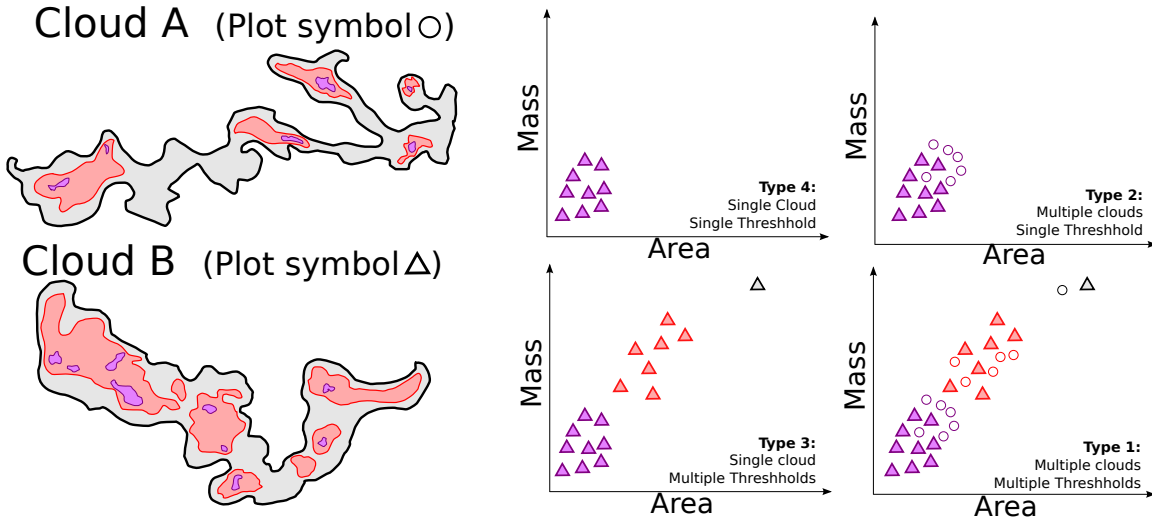 Cloud A (Plot symbol )
Cloud B (Plot symbol )
Mass
Type 4:
Single Cloud
Single Threshhold
Area
Mass
Type 2:
Multiple clouds
Single Threshold
Area
Mass
Type 3:
Single cloud
Multiple Threshholds
Area
Mass
Type 1:
Multiple clouds
Multiple Threshholds
Area